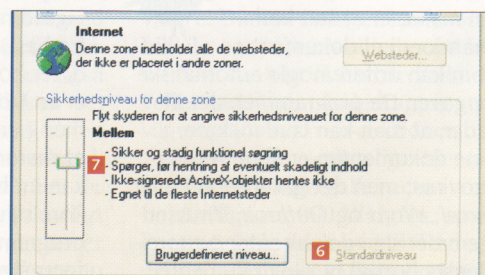 Internet
Denne zone indeholder alle de websteder,
der ikke er placeret i andre zoner.
Websteder...
Sikkerhedsniveau for denne zone
Flyt skyderen for at angive sikkerhedsniveauet for denne zone.
Mellem
- Sikker og stadig funktionel søgning
7 - Spørger, før hentning af eventuelt skadeligt indhold
- Ikke-signerede ActiveX-objekter hentes ikke
- Egnet til de fleste Internetsteder
Brugerdefineret niveau... 6 Standardniveau